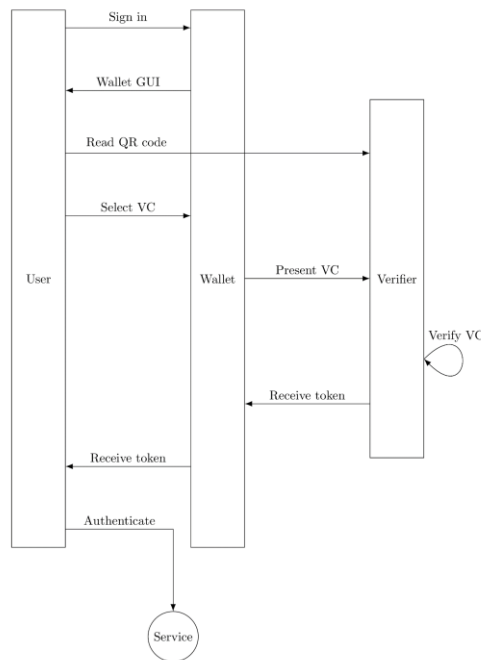 Sign in
Wallet GUI
Read QR code
Select VC
User
Wallet
Present VC
Verifier
Verify VC
Receive token
Receive token
Authenticate
Service